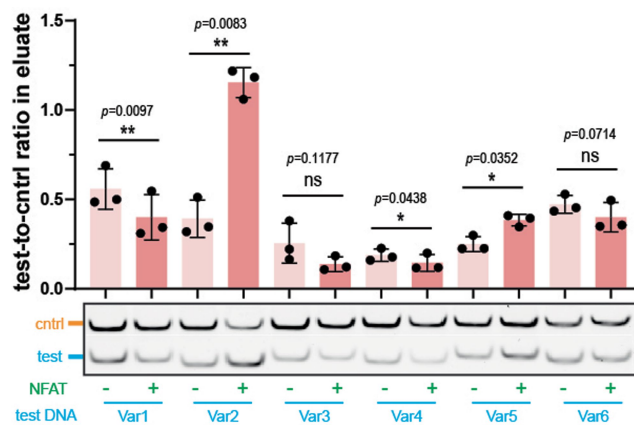 test-to-cntrl ratio in eluate
1.5
1.0
0.5
0.0
p=0.0097
**
p=0.0083
**
p=0.1177
ns
p=0.0438
*
p=0.0352
*
p=0.0714
ns
cntrl
test
NFAT - + - + - + - + - + - +
test DNA Var1 Var2 Var3 Var4 Var5 Var6